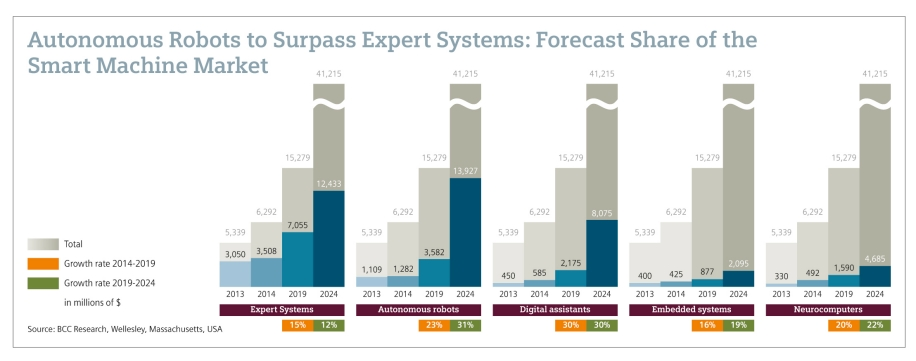 Autonomous Robots to Surpass Expert Systems: Forecast Share of the
Smart Machine Market
41,215
15,279
12,433
6,292
7,055
5,339
3,050
3,508
2013 2014 2019 2024
Expert Systems
15% 12%
41,215
15,279
13,927
6,292
5,339
3,582
1,109
1,282
2013 2014 2019 2024
Autonomous robots
23% 31%
41,215
15,279
8,075
6,292
5,339
2,175
450
585
2013 2014 2019 2024
Digital assistants
30% 30%
41,215
15,279
6,292
5,339
2,095
877
400
425
2013 2014 2019 2024
Embedded systems
16% 19%
41,215
15,279
6,292
5,339
4,685
1,590
330
492
2013 2014 2019 2024
Neurocomputers
20% 22%
Total
Growth rate 2014-2019
Growth rate 2019-2024
in millions of $
Source: BCC Research, Wellesley, Massachusetts, USA